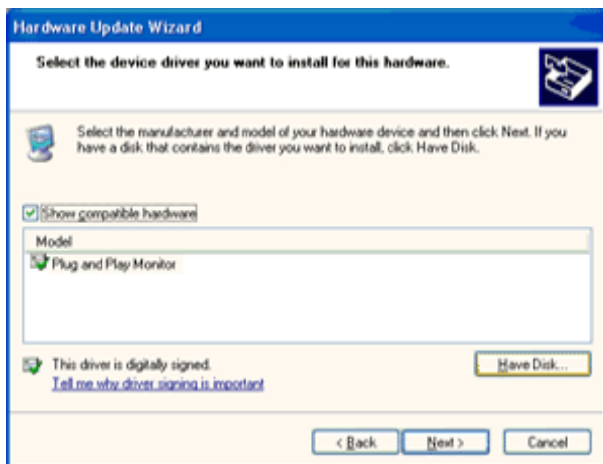 Hardware Update Wizard
Select the device driver you want to install for this hardware.
Select the manufacturer and model of your hardware device and then click Next. If you
have a disk that contains the driver you want to install, click Have Disk.
Show compatible hardware
Model
Plug and Play Monitor
This driver is digitally signed.
Have Disk...
Tell me why driver signing is important
< Back
Next >
Cancel